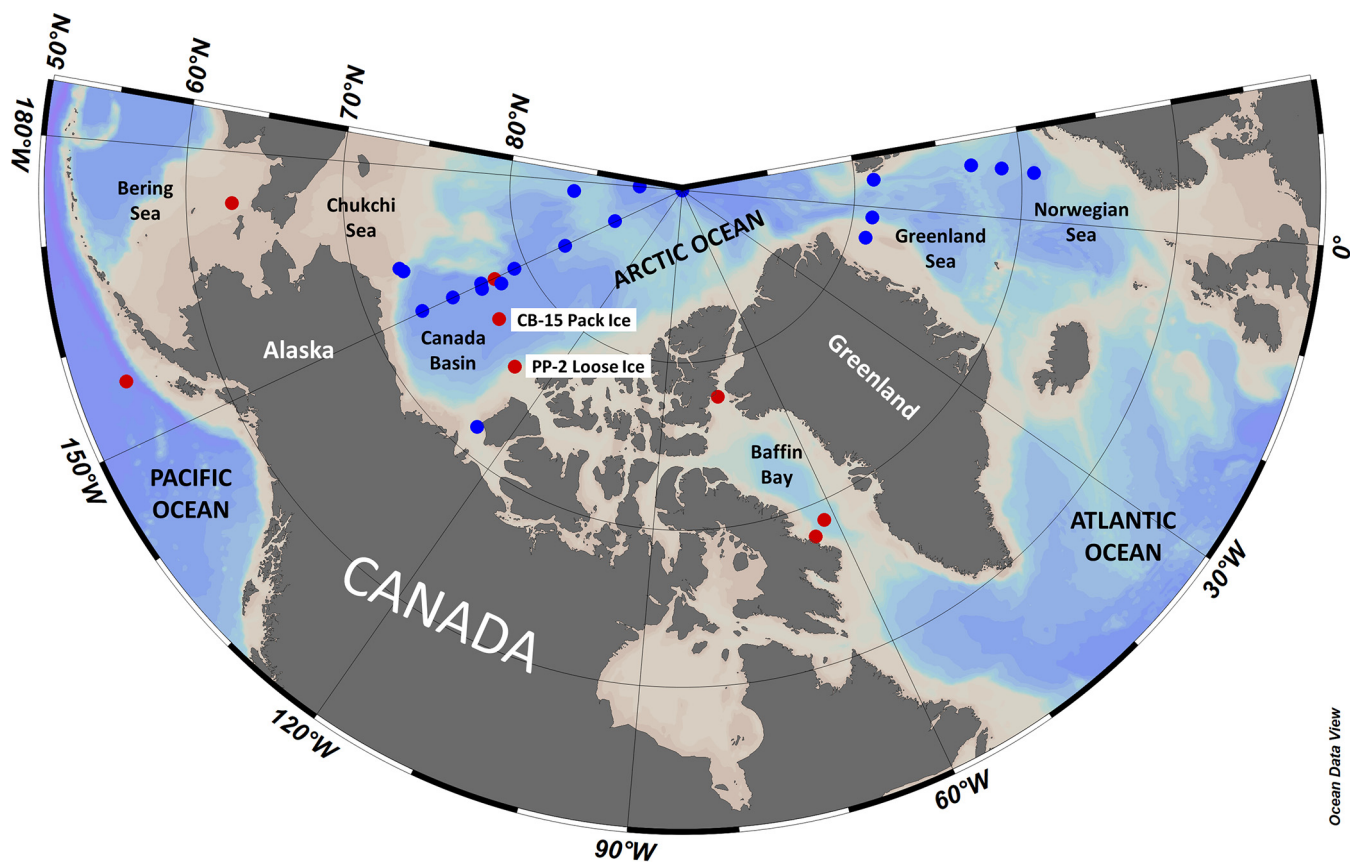 50°N
60°N
70°N
80°N
180°W
Bering
Sea
Chukchi
Sea
ARCTIC OCEAN
Norwegian
Sea
Greenland
Sea
0°
CB-15 Pack Ice
Canada
Basin
PP-2 Loose Ice
Alaska
Greenland
Baffin
Bay
150°W
PACIFIC
OCEAN
ATLANTIC
OCEAN
30°W
CANADA
120°W
60°W
90°W
Ocean Data View